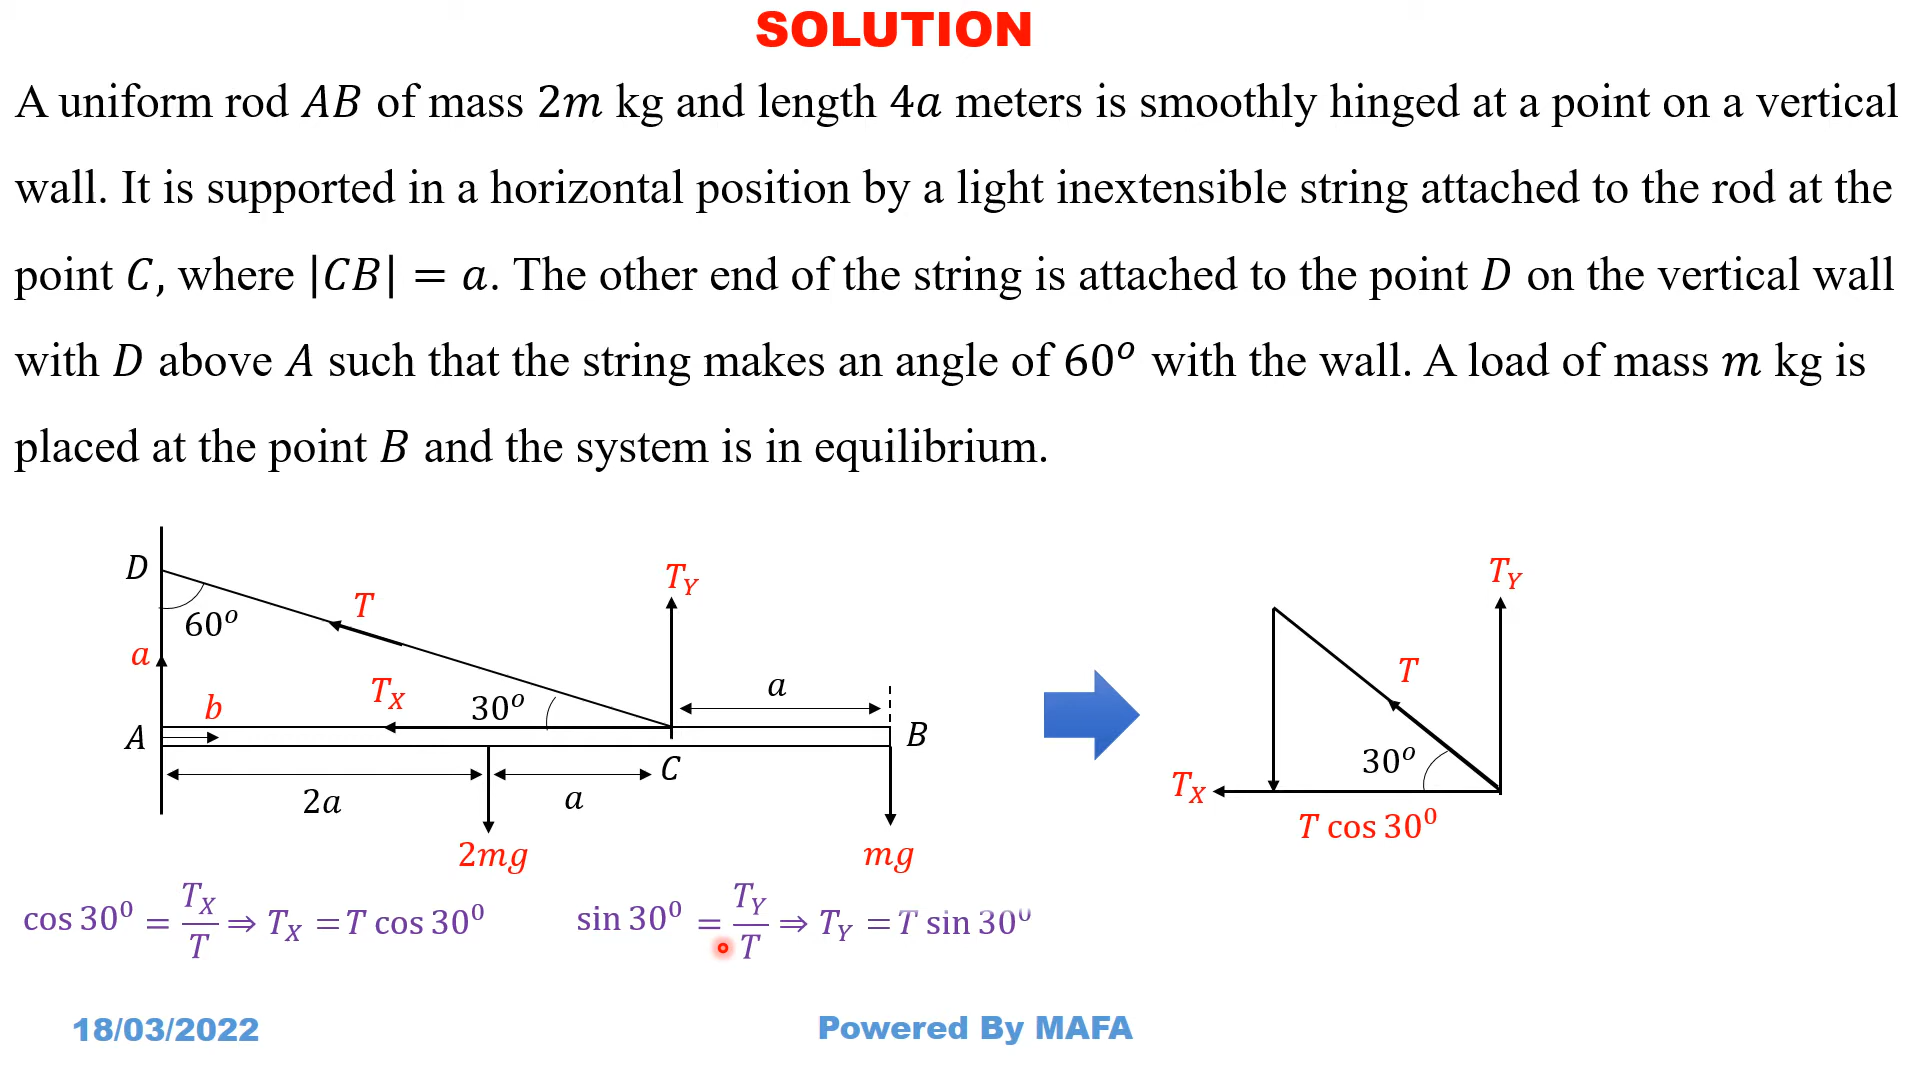 SOLUTION
A uniform rod AB of mass 2m kg and length 4a meters is smoothly hinged at a point on a vertical
wall. It is supported in a horizontal position by a light inextensible string attached to the rod at the
point C, where |CB| = a. The other end of the string is attached to the point D on the vertical wall
with D above A such that the string makes an angle of 60° with the wall. A load of mass m kg is
placed at the point B and the system is in equilibrium.
D
60°
T
T_Y
a
b
T_X
30°
a
A
B
C
2a
a
2mg
mg
T_Y
T
30°
T_X
T cos 30⁰
cos 30⁰ = T_X/T ⇒ T_X = T cos 30⁰
sin 30⁰ = T_Y/T ⇒ T_Y = T sin 30⁰
18/03/2022
Powered By MAFA